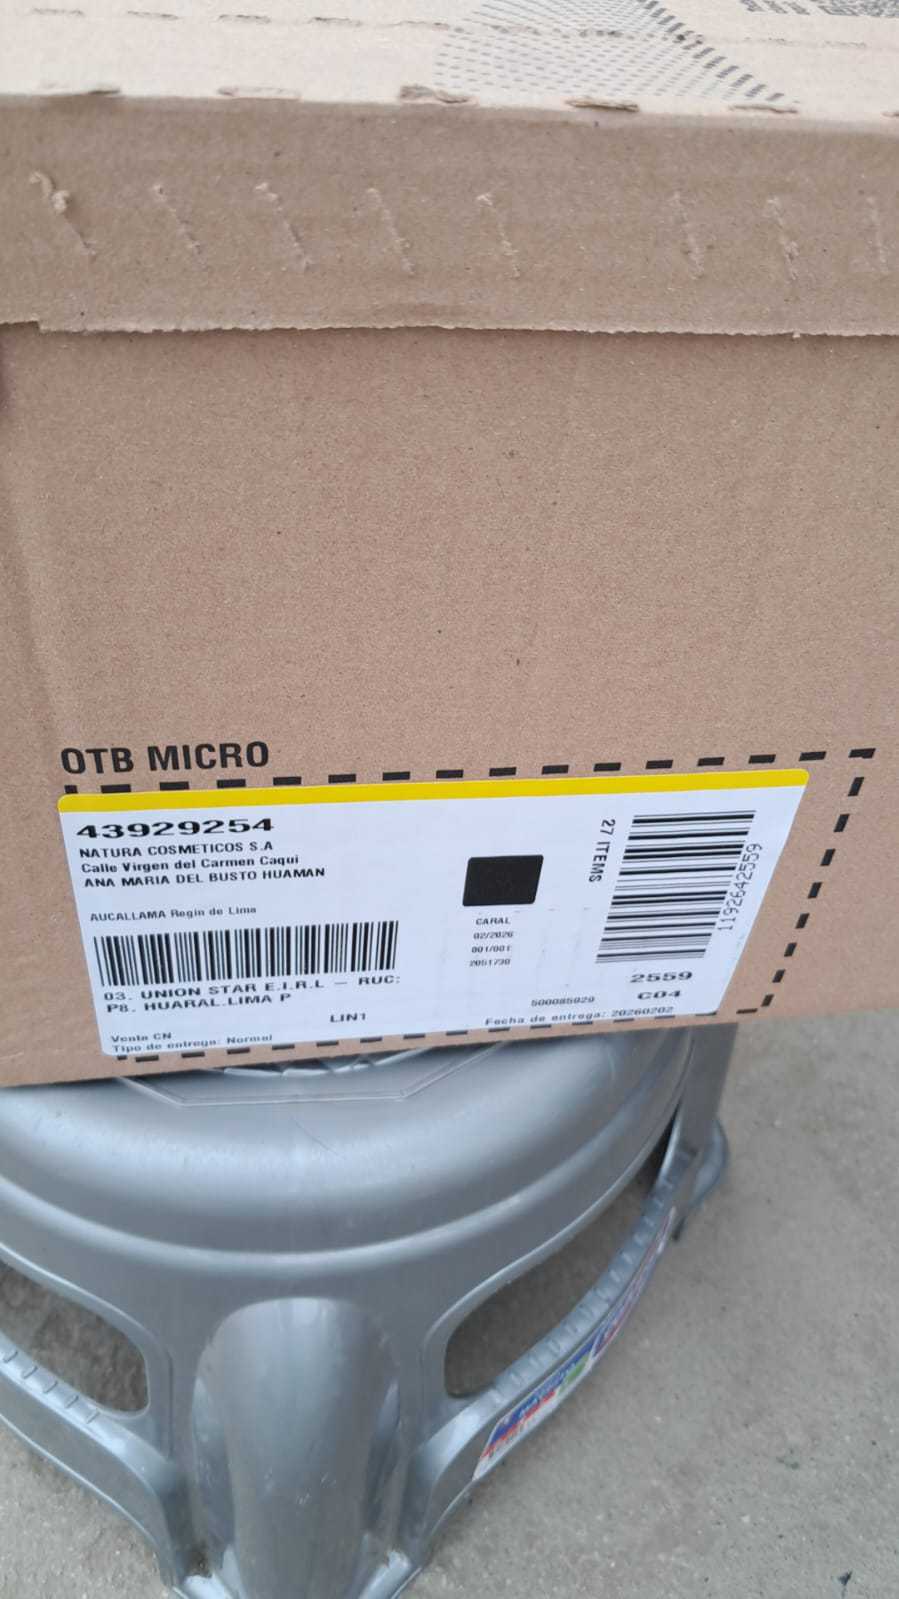 OTB MICRO
43929254
NATURA COSMETICOS S.A
Calle Virgen del Carmen Caqui
ANA MARIA DEL BUSTO HUAMAN
AUCALLAMA Regin de Lima
03. UNION STAR E.I.R.L – RUC:
P8. HUARAL.LIMA P
LIN1
Venta CN
Tipo de entrega: Normal
CARAL
02/2026
001/001
2051730
27 ITEMS
1192642559
2559
C04
500085029
Fecha de entrega: 20260202